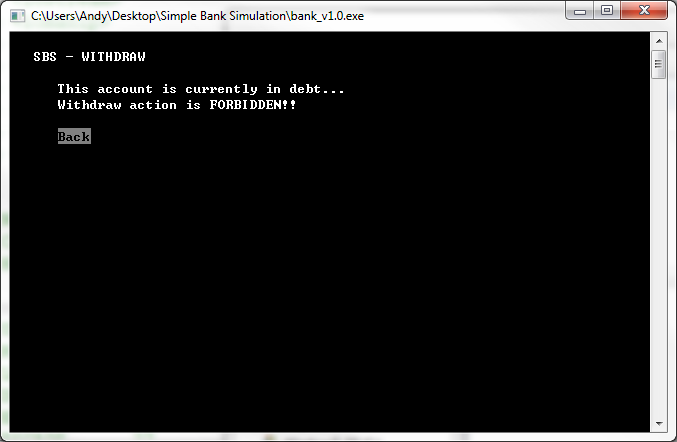 C:\Users\Andy\Desktop\Simple Bank Simulation\bank_v1.0.exe
SBS - WITHDRAW
This account is currently in debt...
Withdraw action is FORBIDDEN!!
Back